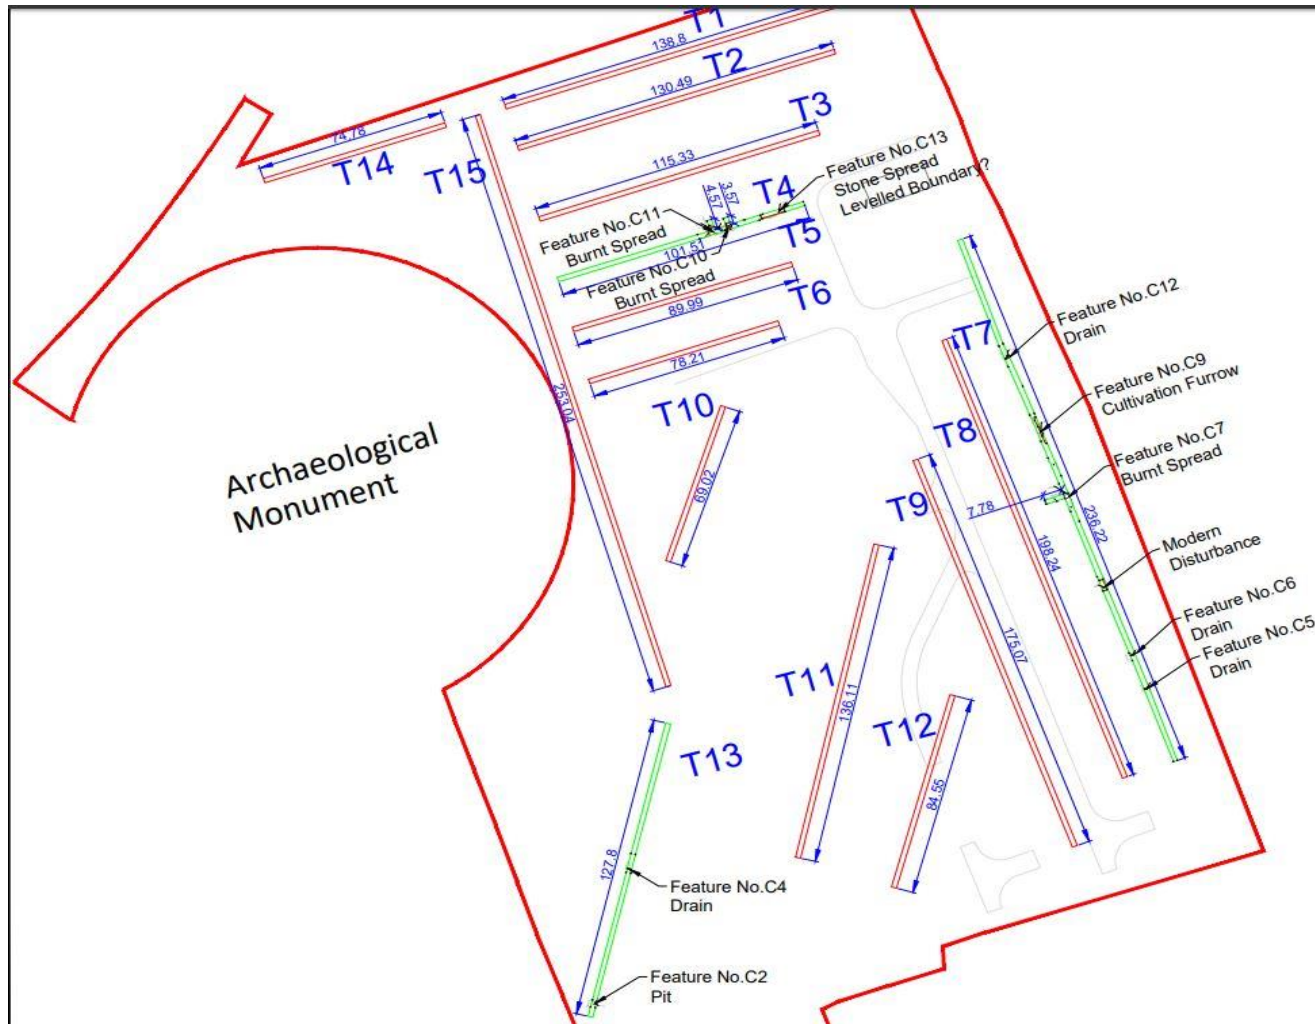 T1
138.8
T2
130.49
T3
115.33
74.78
T14
T15
Feature No.C13
Stone Spread
Levelled Boundary?
T4
3.57
4.57
Feature No.C11
Burnt Spread
T5
101.51
Feature No.C10
Burnt Spread
T6
89.99
78.21
253.04
Feature No.C12
Drain
T7
Feature No.C9
Cultivation Furrow
T10
T8
Feature No.C7
Burnt Spread
Archaeological
Monument
69.02
T9
7.78
236.22
198.24
Modern
Disturbance
175.07
Feature No.C6
Drain
Feature No.C5
Drain
T11
136.11
T12
T13
84.55
127.8
Feature No.C4
Drain
Feature No.C2
Pit